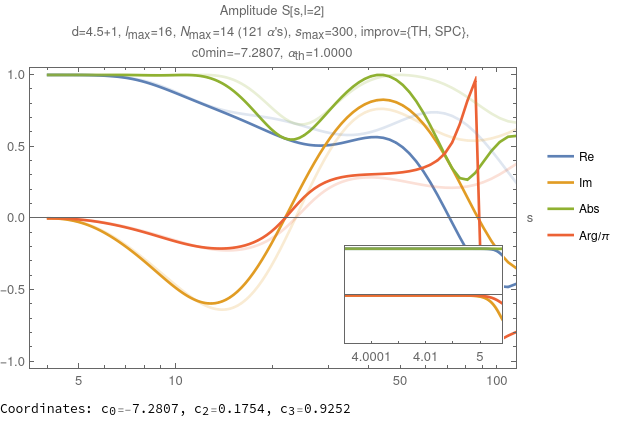 Amplitude S[s,l=2]
d=4.5+1, lmax=16, Nmax=14 (121 α's), smax=300, improv={TH, SPC},
c0min=−7.2807, αth=1.0000
1.0
0.5
0.0
−0.5
−1.0
s
5
10
50
100
4.0001
4.01
5
Re
Im
Abs
Arg/π
Coordinates: c0=−7.2807, c2=0.1754, c3=0.9252